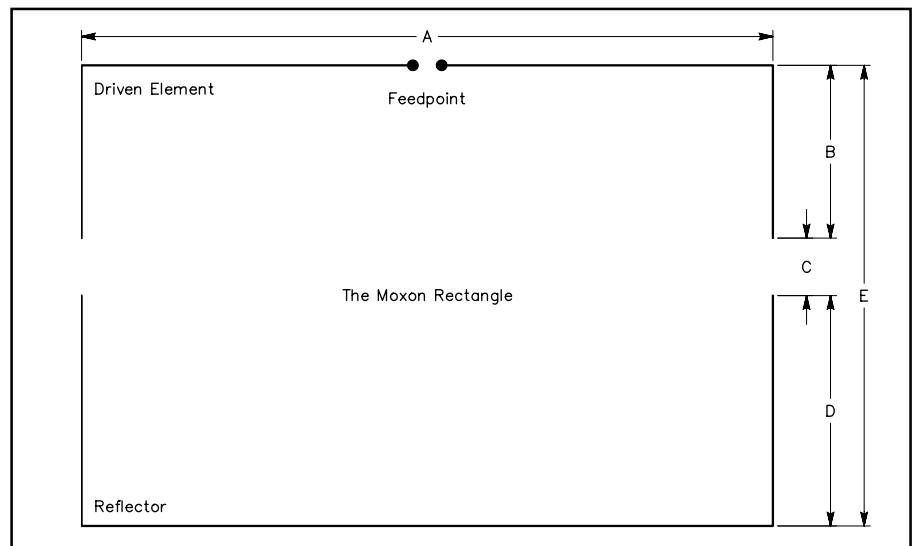 A
Driven Element
Feedpoint
B
C
The Moxon Rectangle
E
D
Reflector